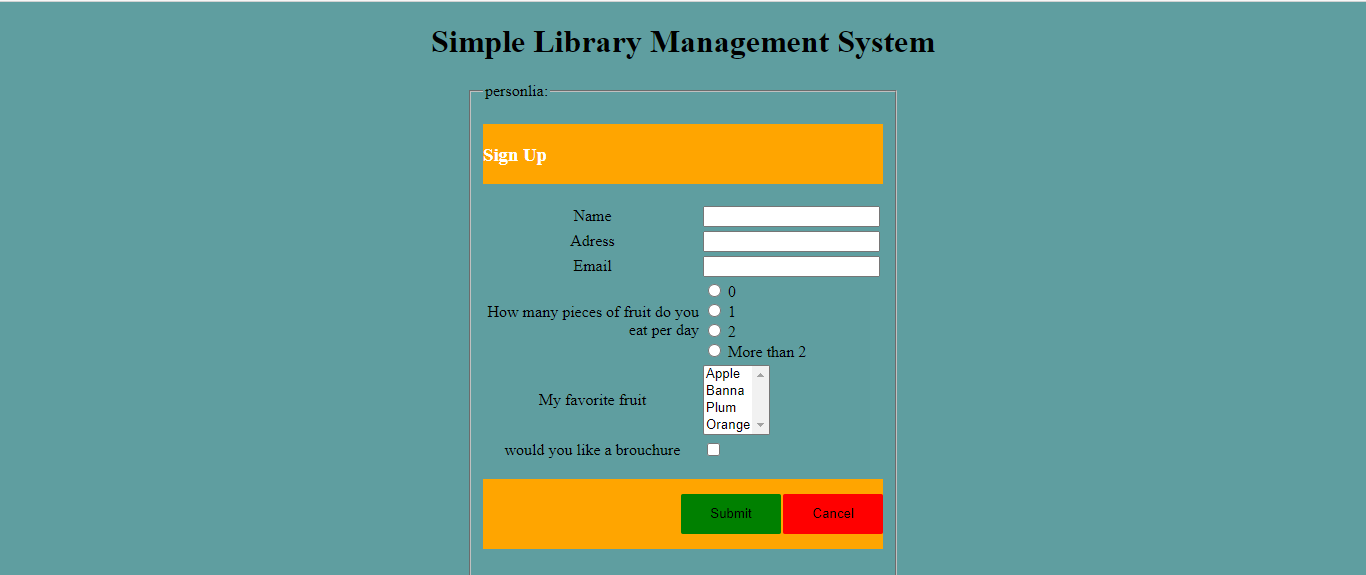 Simple Library Management System
personlia:
Sign Up
Name
Adress
Email
0
1
How many pieces of fruit do you
eat per day
2
More than 2
Apple
Banna
Plum
Orange
My favorite fruit
would you like a brouchure
Submit Cancel